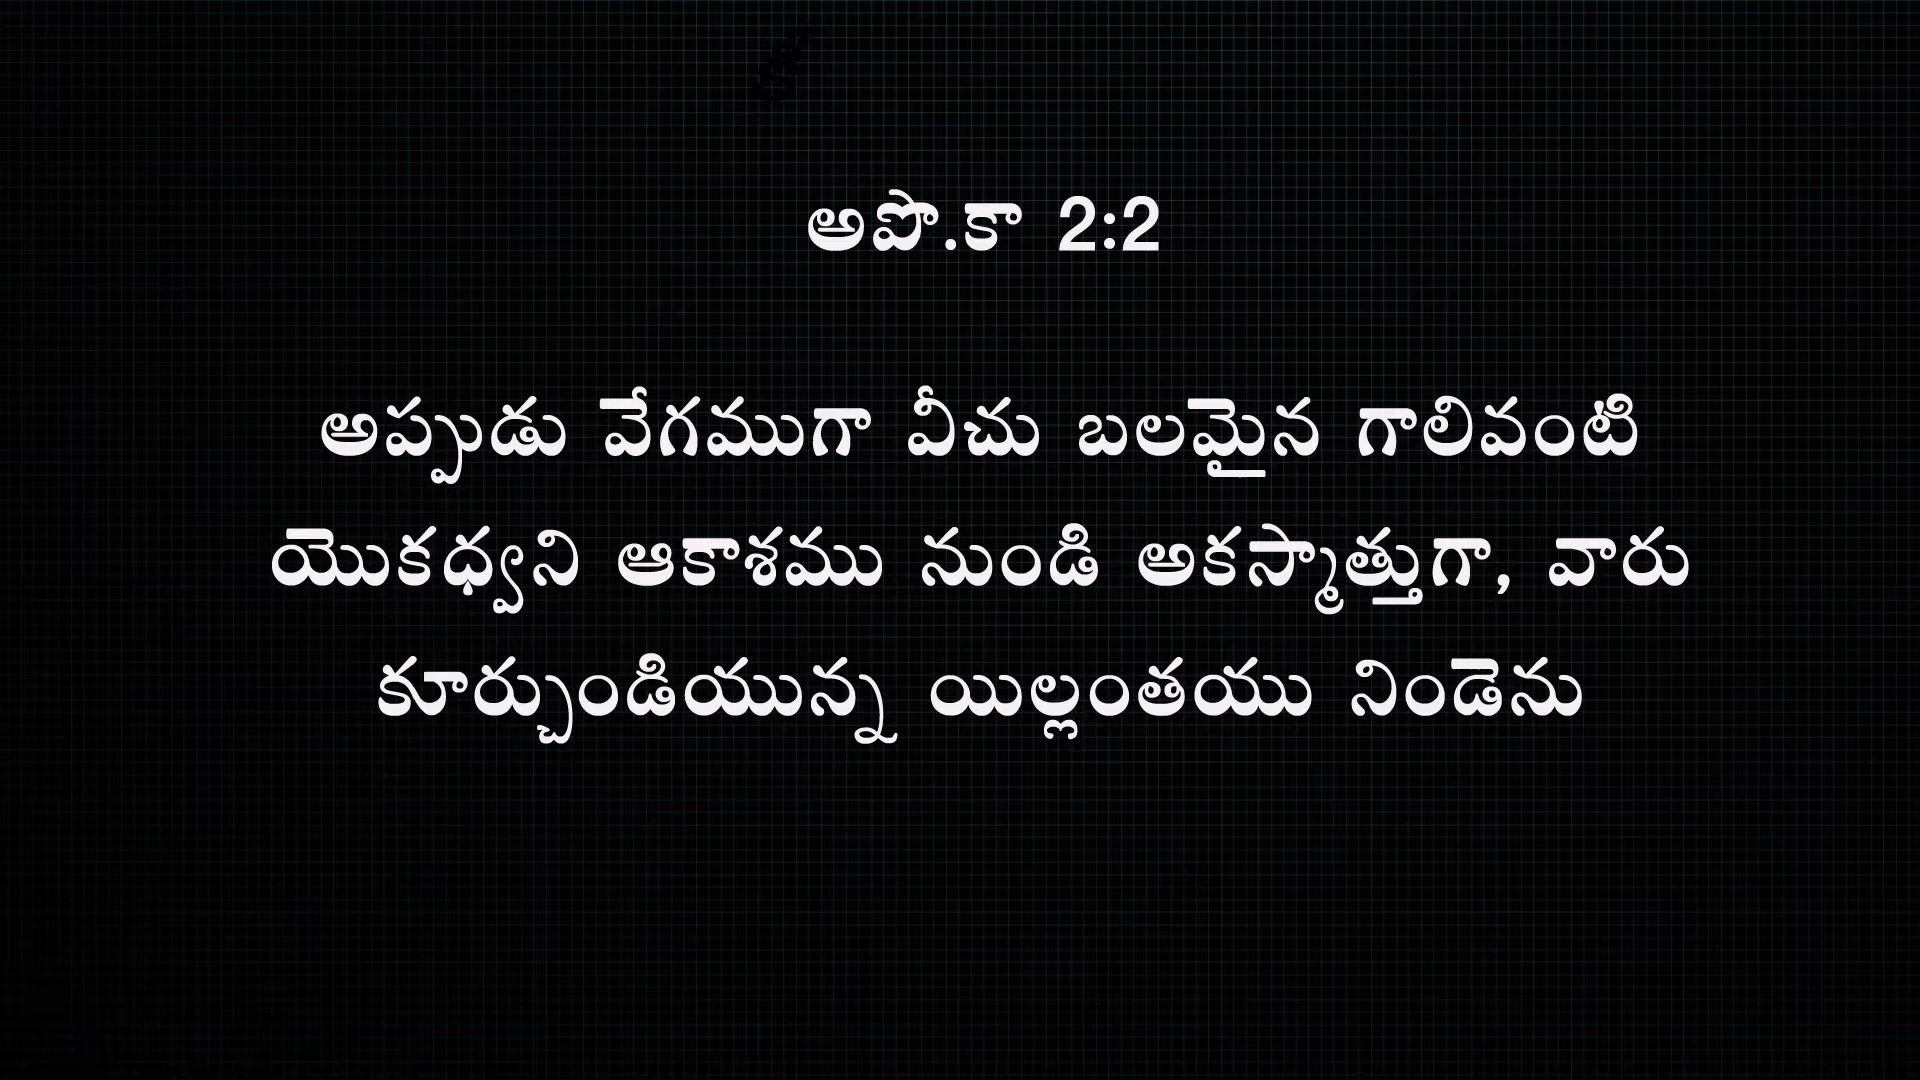 అపొ.కా 2:2
అప్పుడు వేగముగా వీచు బలమైన గాలివంటి
యొకధ్వని ఆకాశము నుండి అకస్మాత్తుగా, వారు
కూర్చుండియున్న యిల్లంతయు నిండెను